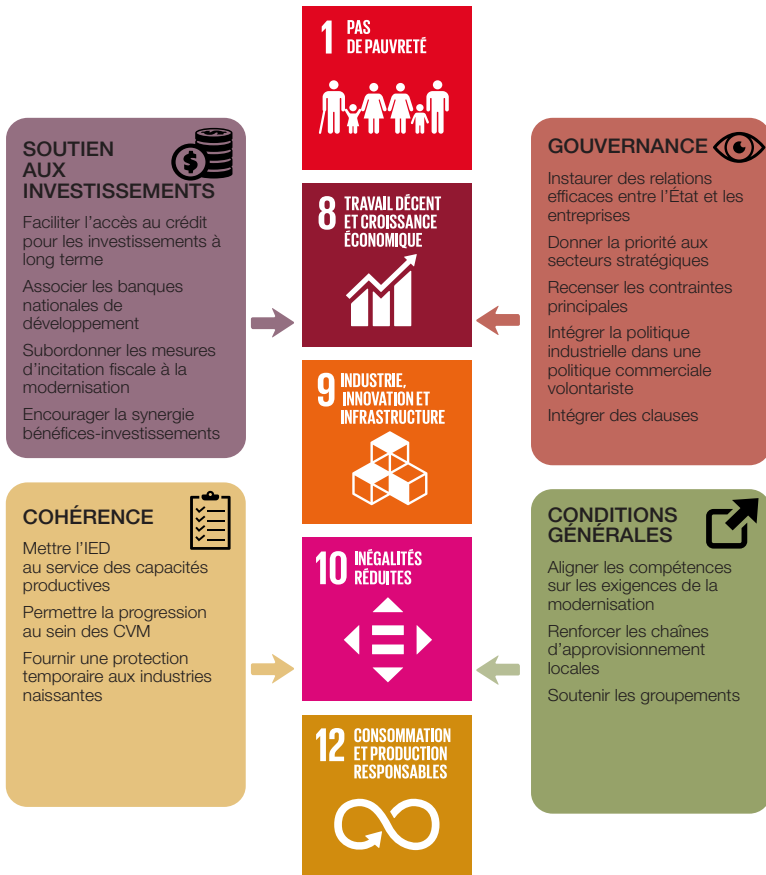 1 PAS
DE PAUVRETÉ
SOUTIEN
AUX
INVESTISSEMENTS
$
Faciliter l'accès au crédit
pour les investissements à
long terme
Associer les banques
nationales de
développement
Subordonner les mesures
d'incitation fiscale à la
modernisation
Encourager la synergie
bénéfices-investissements
8 TRAVAIL DÉCENT
ET CROISSANCE
ÉCONOMIQUE
GOUVERNANCE
Instaurer des relations
efficaces entre l'État et les
entreprises
Donner la priorité aux
secteurs stratégiques
Recenser les contraintes
principales
Intégrer la politique
industrielle dans une
politique commerciale
volontariste
Intégrer des clauses
9 INDUSTRIE,
INNOVATION ET
INFRASTRUCTURE
COHÉRENCE
Mettre l'IED
au service des capacités
productives
Permettre la progression
au sein des CVM
Fournir une protection
temporaire aux industries
naissantes
10 INÉGALITÉS
RÉDUITES
CONDITIONS
GÉNÉRALES
Aligner les compétences
sur les exigences de la
modernisation
Renforcer les chaînes
d'approvisionnement
locales
Soutenir les groupements
12 CONSOMMATION
ET PRODUCTION
RESPONSABLES